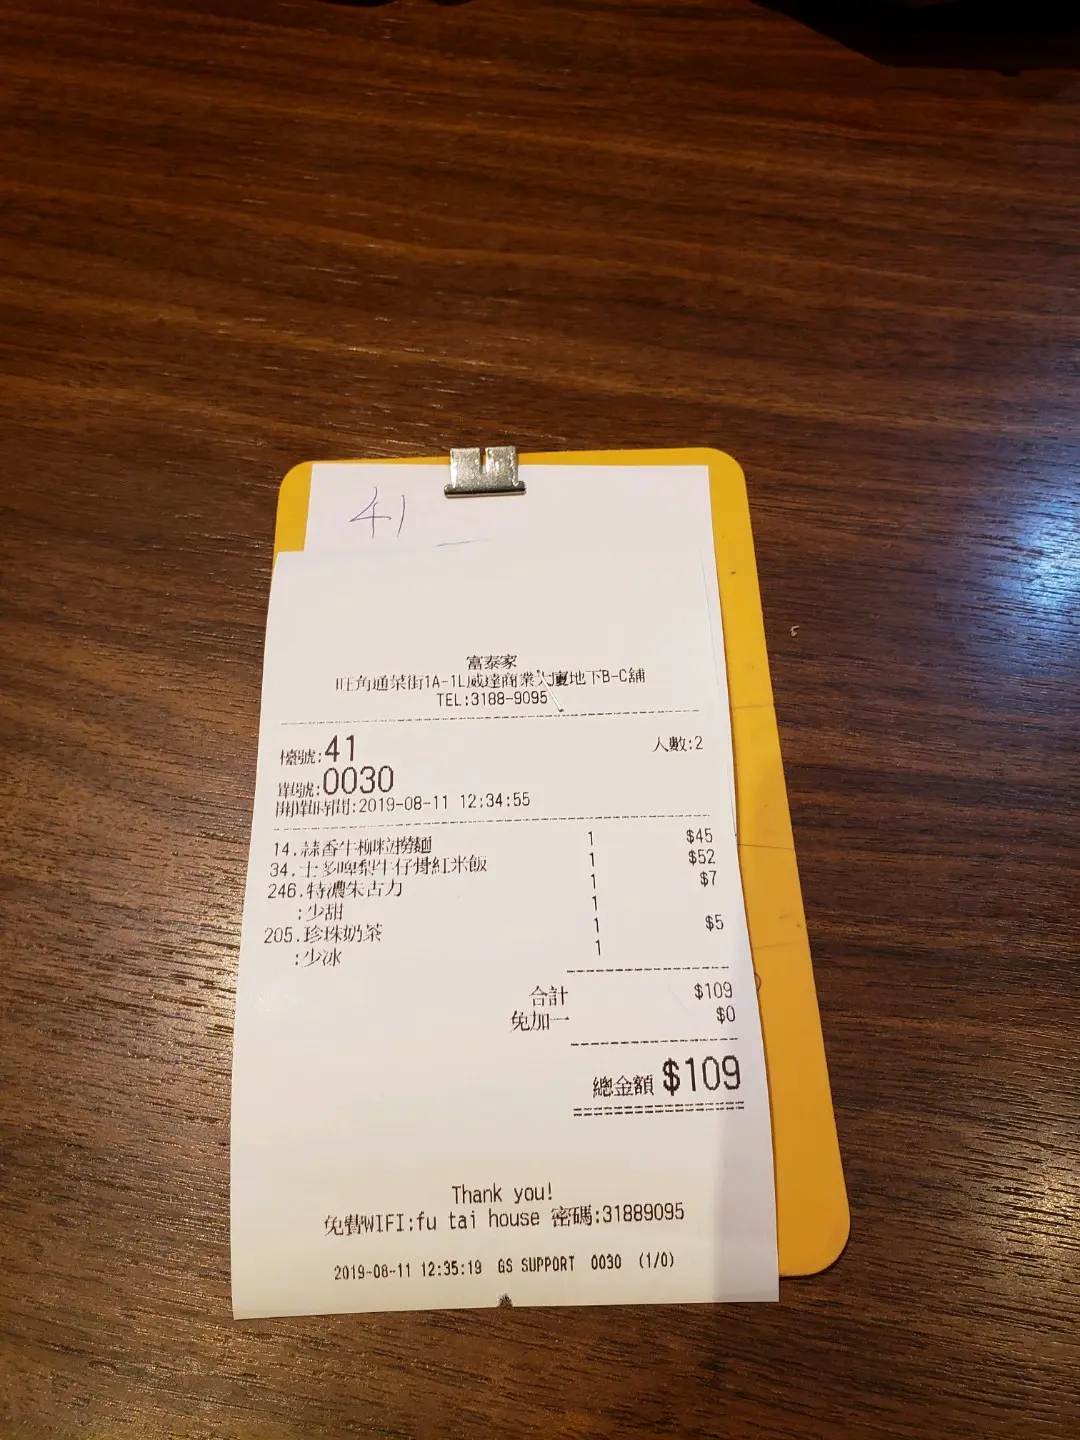 41
富泰家
旺角通菜街1A-1L威達商業大廈地下B-C舖
TEL:3188-9095
檯號:41 人數:2
單號:0030
開單時間:2019-08-11 12:34:55
14.蒜香牛柳粒撈麵 1 $45
34.士多啤梨牛仔骨紅米飯 1 $52
246.特濃朱古力 1 $7
:少甜 1
205.珍珠奶茶 1 $5
:少冰 1
合計 $109
免加一 $0
總金額 $109
Thank you!
免費WIFI:fu tai house 密碼:31889095
2019-08-11 12:35:19 GS SUPPORT 0030 (1/0)